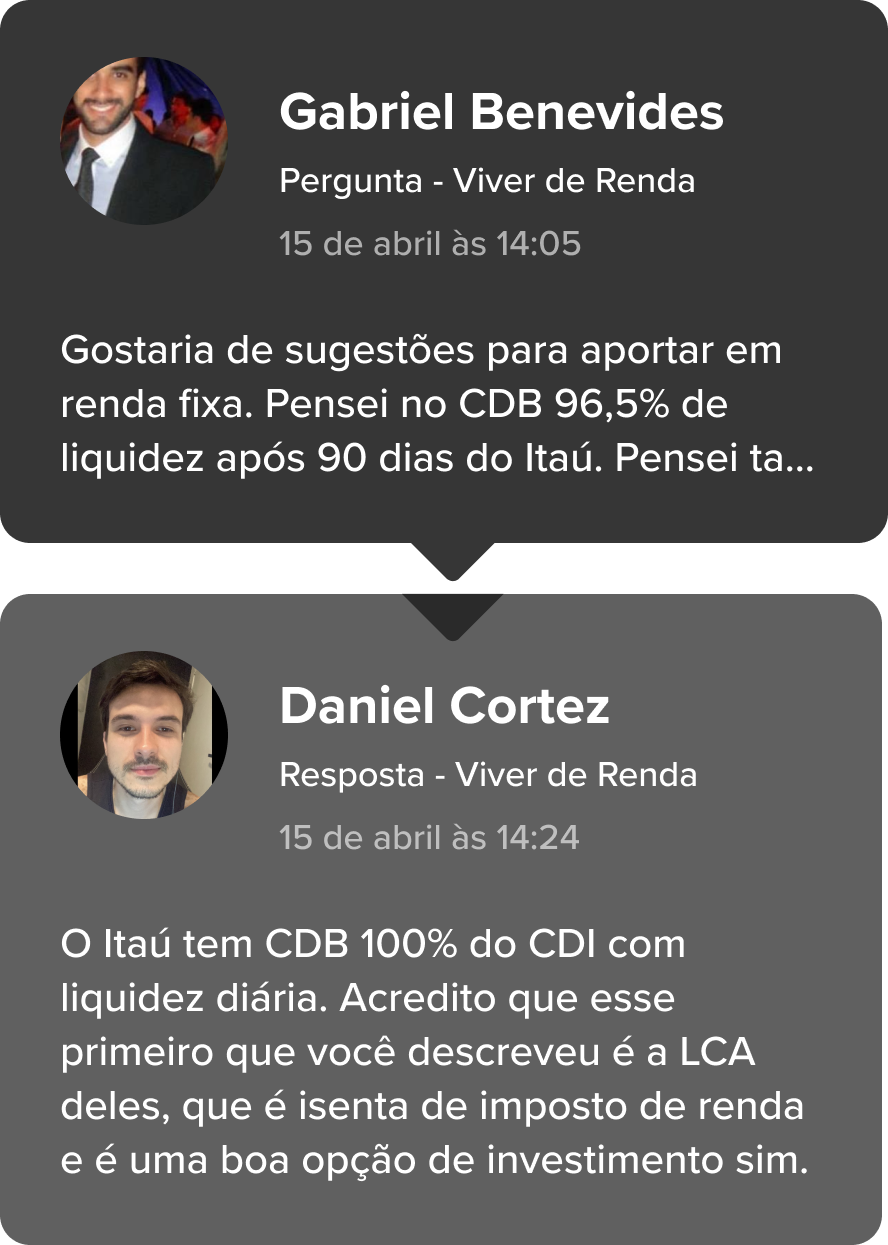 Gabriel Benevides
Pergunta - Viver de Renda
15 de abril às 14:05
Gostaria de sugestões para aportar em
renda fixa. Pensei no CDB 96,5% de
liquidez após 90 dias do Itaú. Pensei ta...
Daniel Cortez
Resposta - Viver de Renda
15 de abril às 14:24
O Itaú tem CDB 100% do CDI com
liquidez diária. Acredito que esse
primeiro que você descreveu é a LCA
deles, que é isenta de imposto de renda
e é uma boa opção de investimento sim.